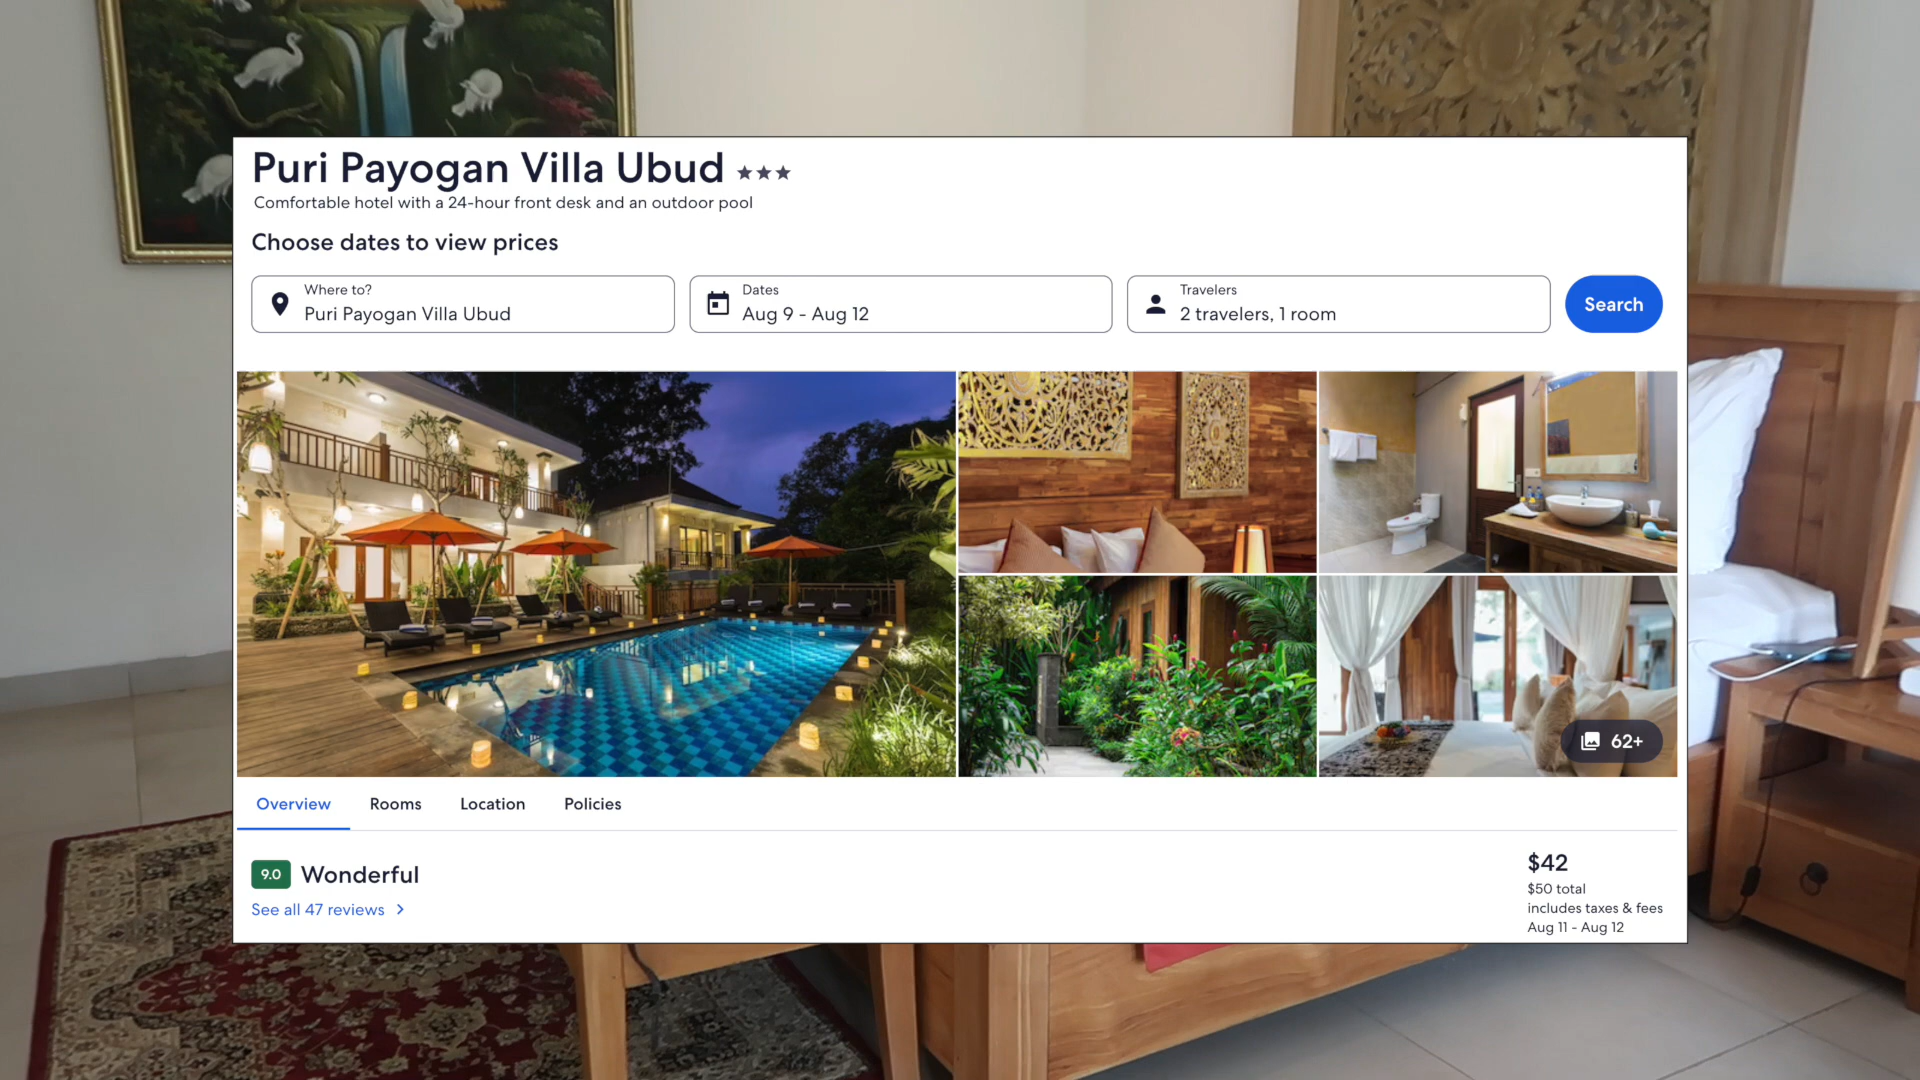 Puri Payogan Villa Ubud
Comfortable hotel with a 24-hour front desk and an outdoor pool
Choose dates to view prices
Where to?
Puri Payogan Villa Ubud
Dates
Aug 9 - Aug 12
Travelers
2 travelers, 1 room
Search
62+
Overview
Rooms
Location
Policies
9.0 Wonderful
See all 47 reviews
$42
$50 total
includes taxes & fees
Aug 11 - Aug 12